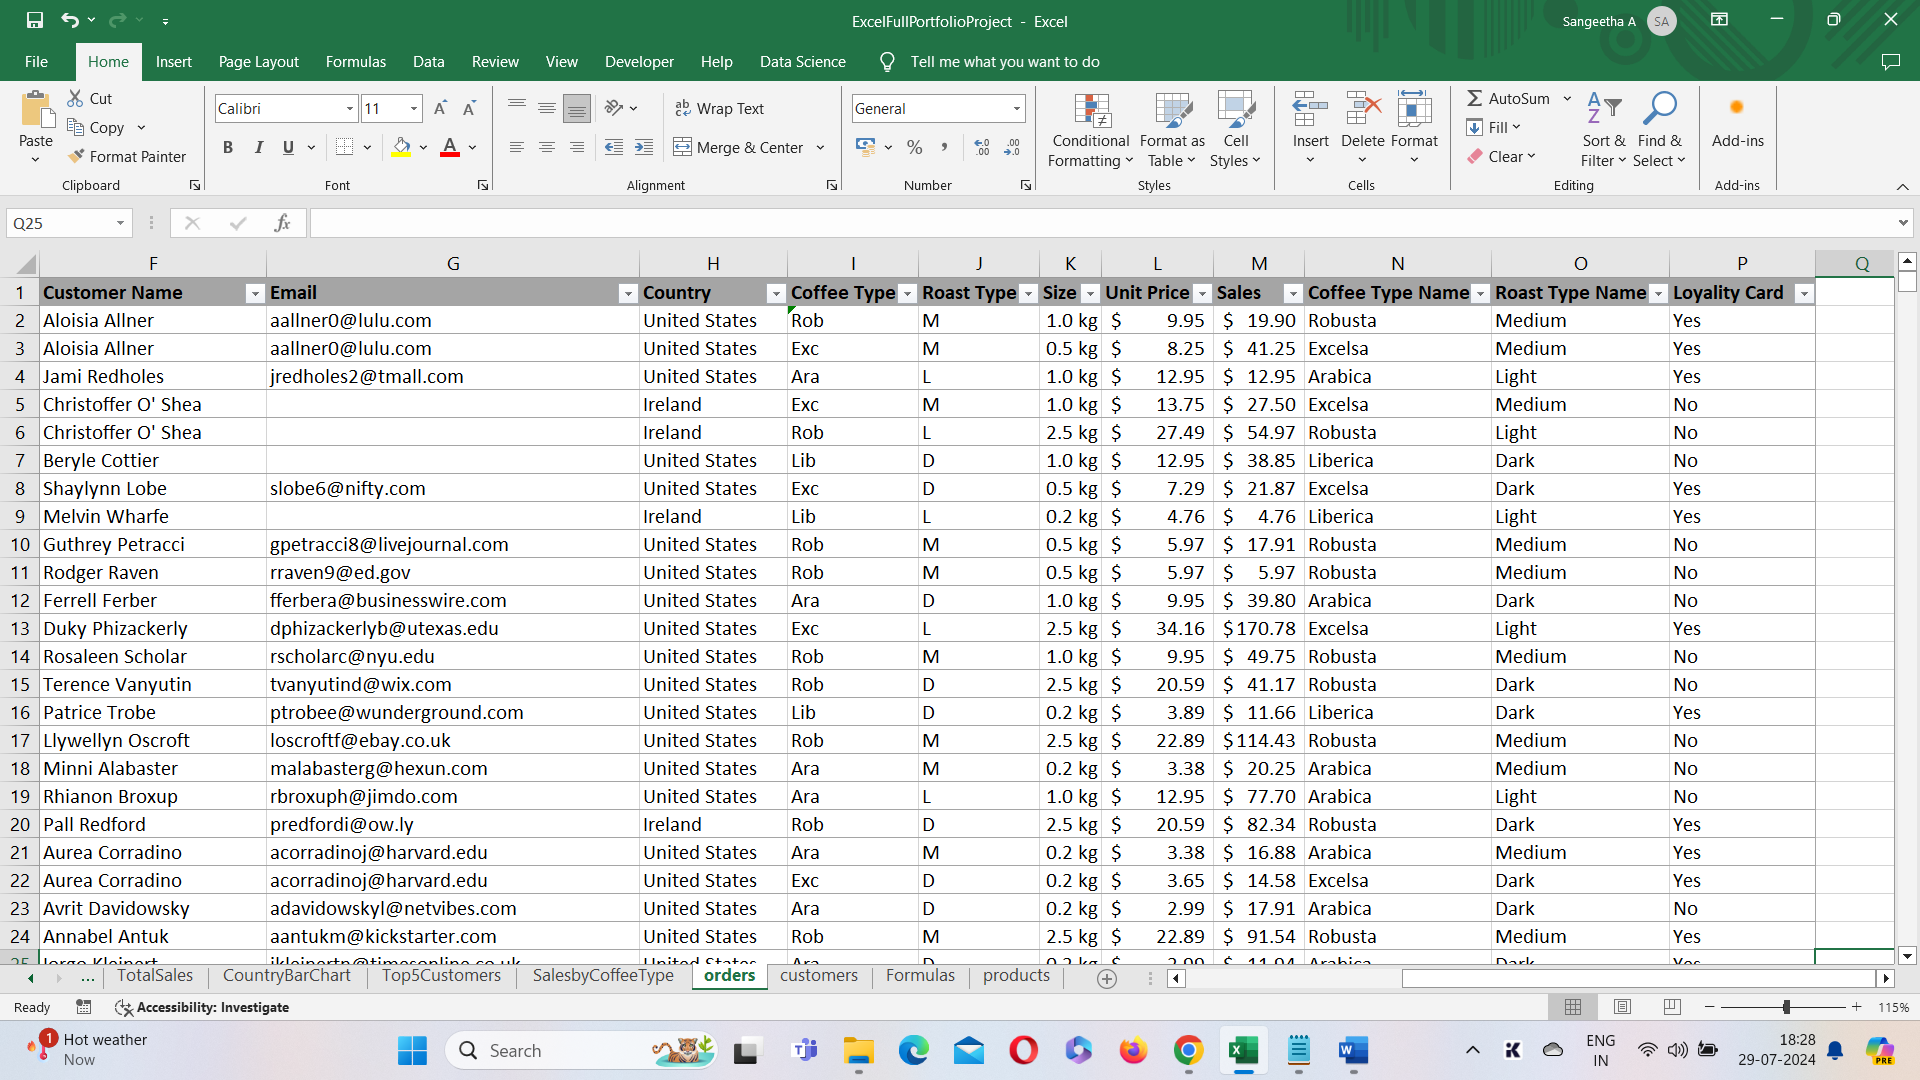 ExcelFullPortfolioProject - Excel
Sangeetha A SA
File Home Insert Page Layout Formulas Data Review View Developer Help Data Science Tell me what you want to do
Paste Cut Copy Format Painter Clipboard
Calibri 11 B I U A Font
Wrap Text Merge & Center Alignment
General % Number
Conditional Formatting Format as Table Cell Styles Styles
Insert Delete Format Cells
AutoSum Fill Clear Sort & Filter Find & Select Editing
Add-ins Add-ins
Q25 fx
F G H I J K L M N O P Q
1 Customer Name Email Country Coffee Type Roast Type Size Unit Price Sales Coffee Type Name Roast Type Name Loyality Card
2 Aloisia Allner aallner0@lulu.com United States Rob M 1.0 kg $ 9.95 $ 19.90 Robusta Medium Yes
3 Aloisia Allner aallner0@lulu.com United States Exc M 0.5 kg $ 8.25 $ 41.25 Excelsa Medium Yes
4 Jami Redholes jredholes2@tmall.com United States Ara L 1.0 kg $ 12.95 $ 12.95 Arabica Light Yes
5 Christoffer O' Shea Ireland Exc M 1.0 kg $ 13.75 $ 27.50 Excelsa Medium No
6 Christoffer O' Shea Ireland Rob L 2.5 kg $ 27.49 $ 54.97 Robusta Light No
7 Beryle Cottier United States Lib D 1.0 kg $ 12.95 $ 38.85 Liberica Dark No
8 Shaylynn Lobe slobe6@nifty.com United States Exc D 0.5 kg $ 7.29 $ 21.87 Excelsa Dark Yes
9 Melvin Wharfe Ireland Lib L 0.2 kg $ 4.76 $ 4.76 Liberica Light Yes
10 Guthrey Petracci gpetracci8@livejournal.com United States Rob M 0.5 kg $ 5.97 $ 17.91 Robusta Medium No
11 Rodger Raven rraven9@ed.gov United States Rob M 0.5 kg $ 5.97 $ 5.97 Robusta Medium No
12 Ferrell Ferber fferbera@businesswire.com United States Ara D 1.0 kg $ 9.95 $ 39.80 Arabica Dark No
13 Duky Phizackerly dphizackerlyb@utexas.edu United States Exc L 2.5 kg $ 34.16 $170.78 Excelsa Light Yes
14 Rosaleen Scholar rscholarc@nyu.edu United States Rob M 1.0 kg $ 9.95 $ 49.75 Robusta Medium No
15 Terence Vanyutin tvanyutind@wix.com United States Rob D 2.5 kg $ 20.59 $ 41.17 Robusta Dark No
16 Patrice Trobe ptrobee@wunderground.com United States Lib D 0.2 kg $ 3.89 $ 11.66 Liberica Dark Yes
17 Llywellyn Oscroft loscroftf@ebay.co.uk United States Rob M 2.5 kg $ 22.89 $114.43 Robusta Medium No
18 Minni Alabaster malabasterg@hexun.com United States Ara M 0.2 kg $ 3.38 $ 20.25 Arabica Medium No
19 Rhianon Broxup rbroxuph@jimdo.com United States Ara L 1.0 kg $ 12.95 $ 77.70 Arabica Light No
20 Pall Redford predfordi@ow.ly Ireland Rob D 2.5 kg $ 20.59 $ 82.34 Robusta Dark Yes
21 Aurea Corradino acorradinoj@harvard.edu United States Ara M 0.2 kg $ 3.38 $ 16.88 Arabica Medium Yes
22 Aurea Corradino acorradinoj@harvard.edu United States Exc D 0.2 kg $ 3.65 $ 14.58 Excelsa Dark Yes
23 Avrit Davidowsky adavidowskyl@netvibes.com United States Ara D 0.2 kg $ 2.99 $ 17.91 Arabica Dark No
24 Annabel Antuk aantukm@kickstarter.com United States Rob M 2.5 kg $ 22.89 $ 91.54 Robusta Medium Yes
... TotalSales CountryBarChart Top5Customers SalesbyCoffeeType orders customers Formulas products
Ready Accessibility: Investigate 115%
1 Hot weather Now
Search
ENG IN
18:28 29-07-2024
PRE